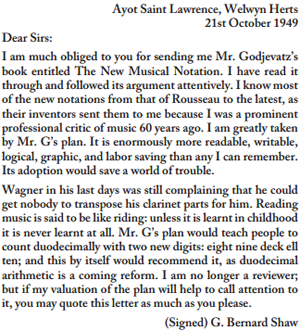 Ayot Saint Lawrence, Welwyn Herts
21st October 1949
Dear Sirs:
I am much obliged to you for sending me Mr. Godjevatz's
book entitled The New Musical Notation. I have read it
through and followed its argument attentively. I know most
of the new notations from that of Rousseau to the latest, as
their inventors sent them to me because I was a prominent
professional critic of music 60 years ago. I am greatly taken
by Mr. G's plan. It is enormously more readable, writable,
logical, graphic, and labor saving than any I can remember.
Its adoption would save a world of trouble.
Wagner in his last days was still complaining that he could
get nobody to transpose his clarinet parts for him. Reading
music is said to be like riding: unless it is learnt in childhood
it is never learnt at all. Mr. G's plan would teach people to
count duodecimally with two new digits: eight nine deck ell
ten; and this by itself would recommend it, as duodecimal
arithmetic is a coming reform. I am no longer a reviewer;
but if my valuation of the plan will help to call attention to
it, you may quote this letter as much as you please.
(Signed) G. Bernard Shaw